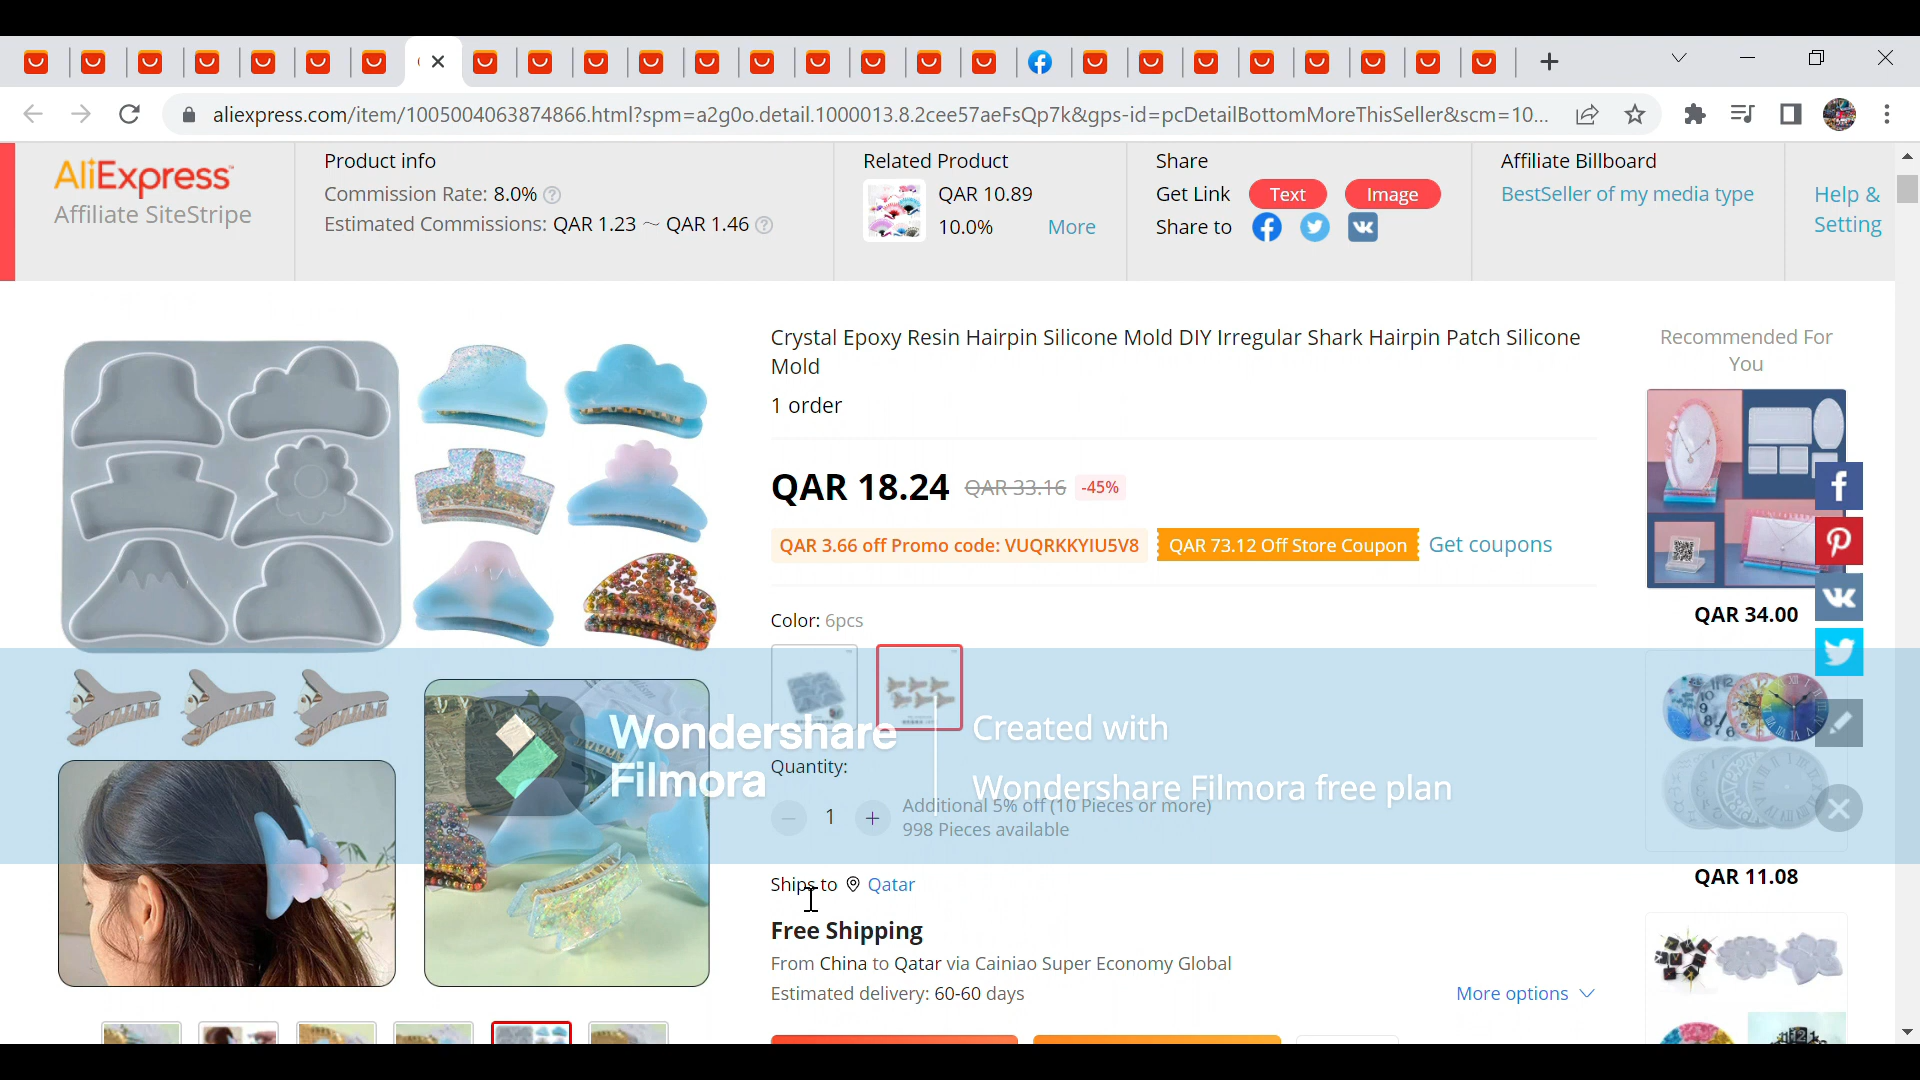 aliexpress.com/item/1005004063874866.html?spm=a2g0o.detail.1000013.8.2cee57aeFsQp7k&gps-id=pcDetailBottomMoreThisSeller&scm=10...
AliExpress
Affiliate SiteStripe
Product info
Commission Rate: 8.0% ?
Estimated Commissions: QAR 1.23 ~ QAR 1.46 ?
Related Product
QAR 10.89
10.0%
More
Share
Get Link Text Image
Share to
Affiliate Billboard
BestSeller of my media type
Help &
Setting
Crystal Epoxy Resin Hairpin Silicone Mold DIY Irregular Shark Hairpin Patch Silicone
Mold
1 order
QAR 18.24 QAR 33.16 -45%
QAR 3.66 off Promo code: VUQRKKYIU5V8 QAR 73.12 Off Store Coupon Get coupons
Color: 6pcs
Wondershare
Filmora
Created with
Wondershare Filmora free plan
Quantity:
1
Additional 5% off (10 Pieces or more)
998 Pieces available
Ships to Qatar
Free Shipping
From China to Qatar via Cainiao Super Economy Global
Estimated delivery: 60-60 days
More options
Recommended For
You
QAR 34.00
QAR 11.08